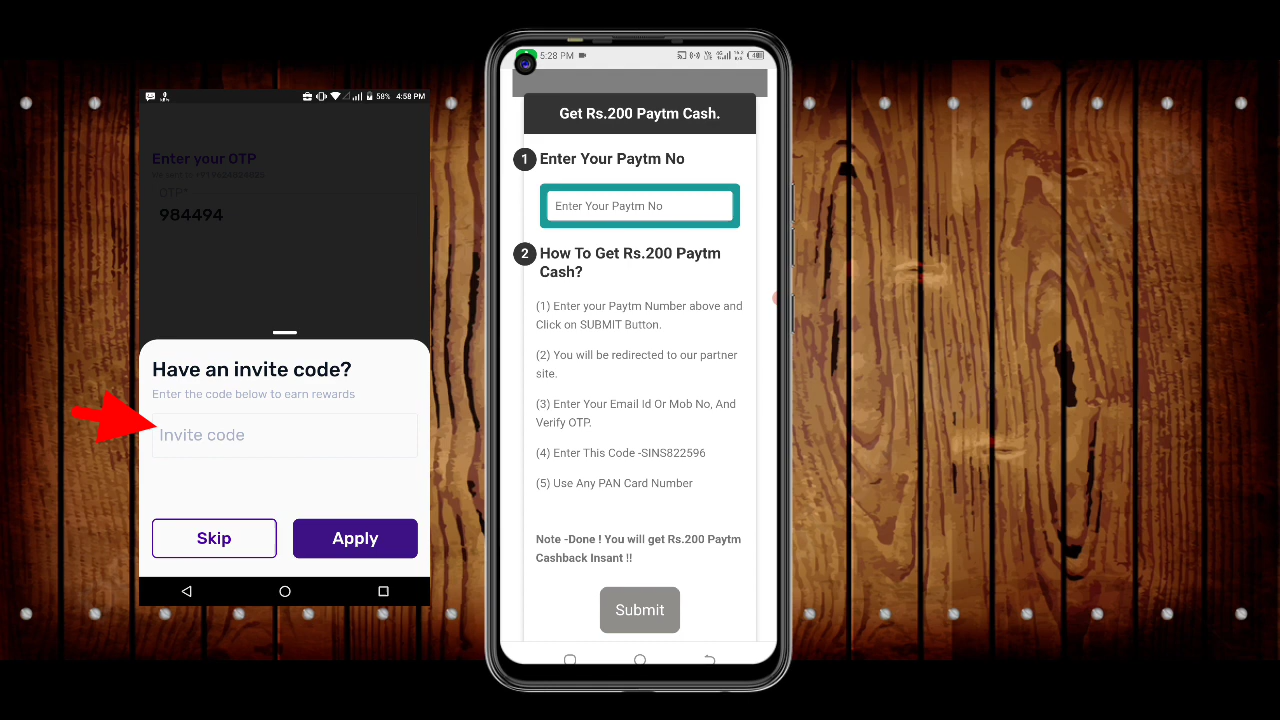 58% 4:58 PM
Enter your OTP
OTP*
984494
Have an invite code?
Enter the code below to earn rewards
Invite code
Skip
Apply
5:28 PM
Get Rs.200 Paytm Cash.
1 Enter Your Paytm No
Enter Your Paytm No
2 How To Get Rs.200 Paytm
Cash?
(1) Enter your Paytm Number above and
Click on SUBMIT Button.
(2) You will be redirected to our partner
site.
(3) Enter Your Email Id Or Mob No, And
Verify OTP.
(4) Enter This Code -SINS822596
(5) Use Any PAN Card Number
Note -Done ! You will get Rs.200 Paytm
Cashback Insant !!
Submit